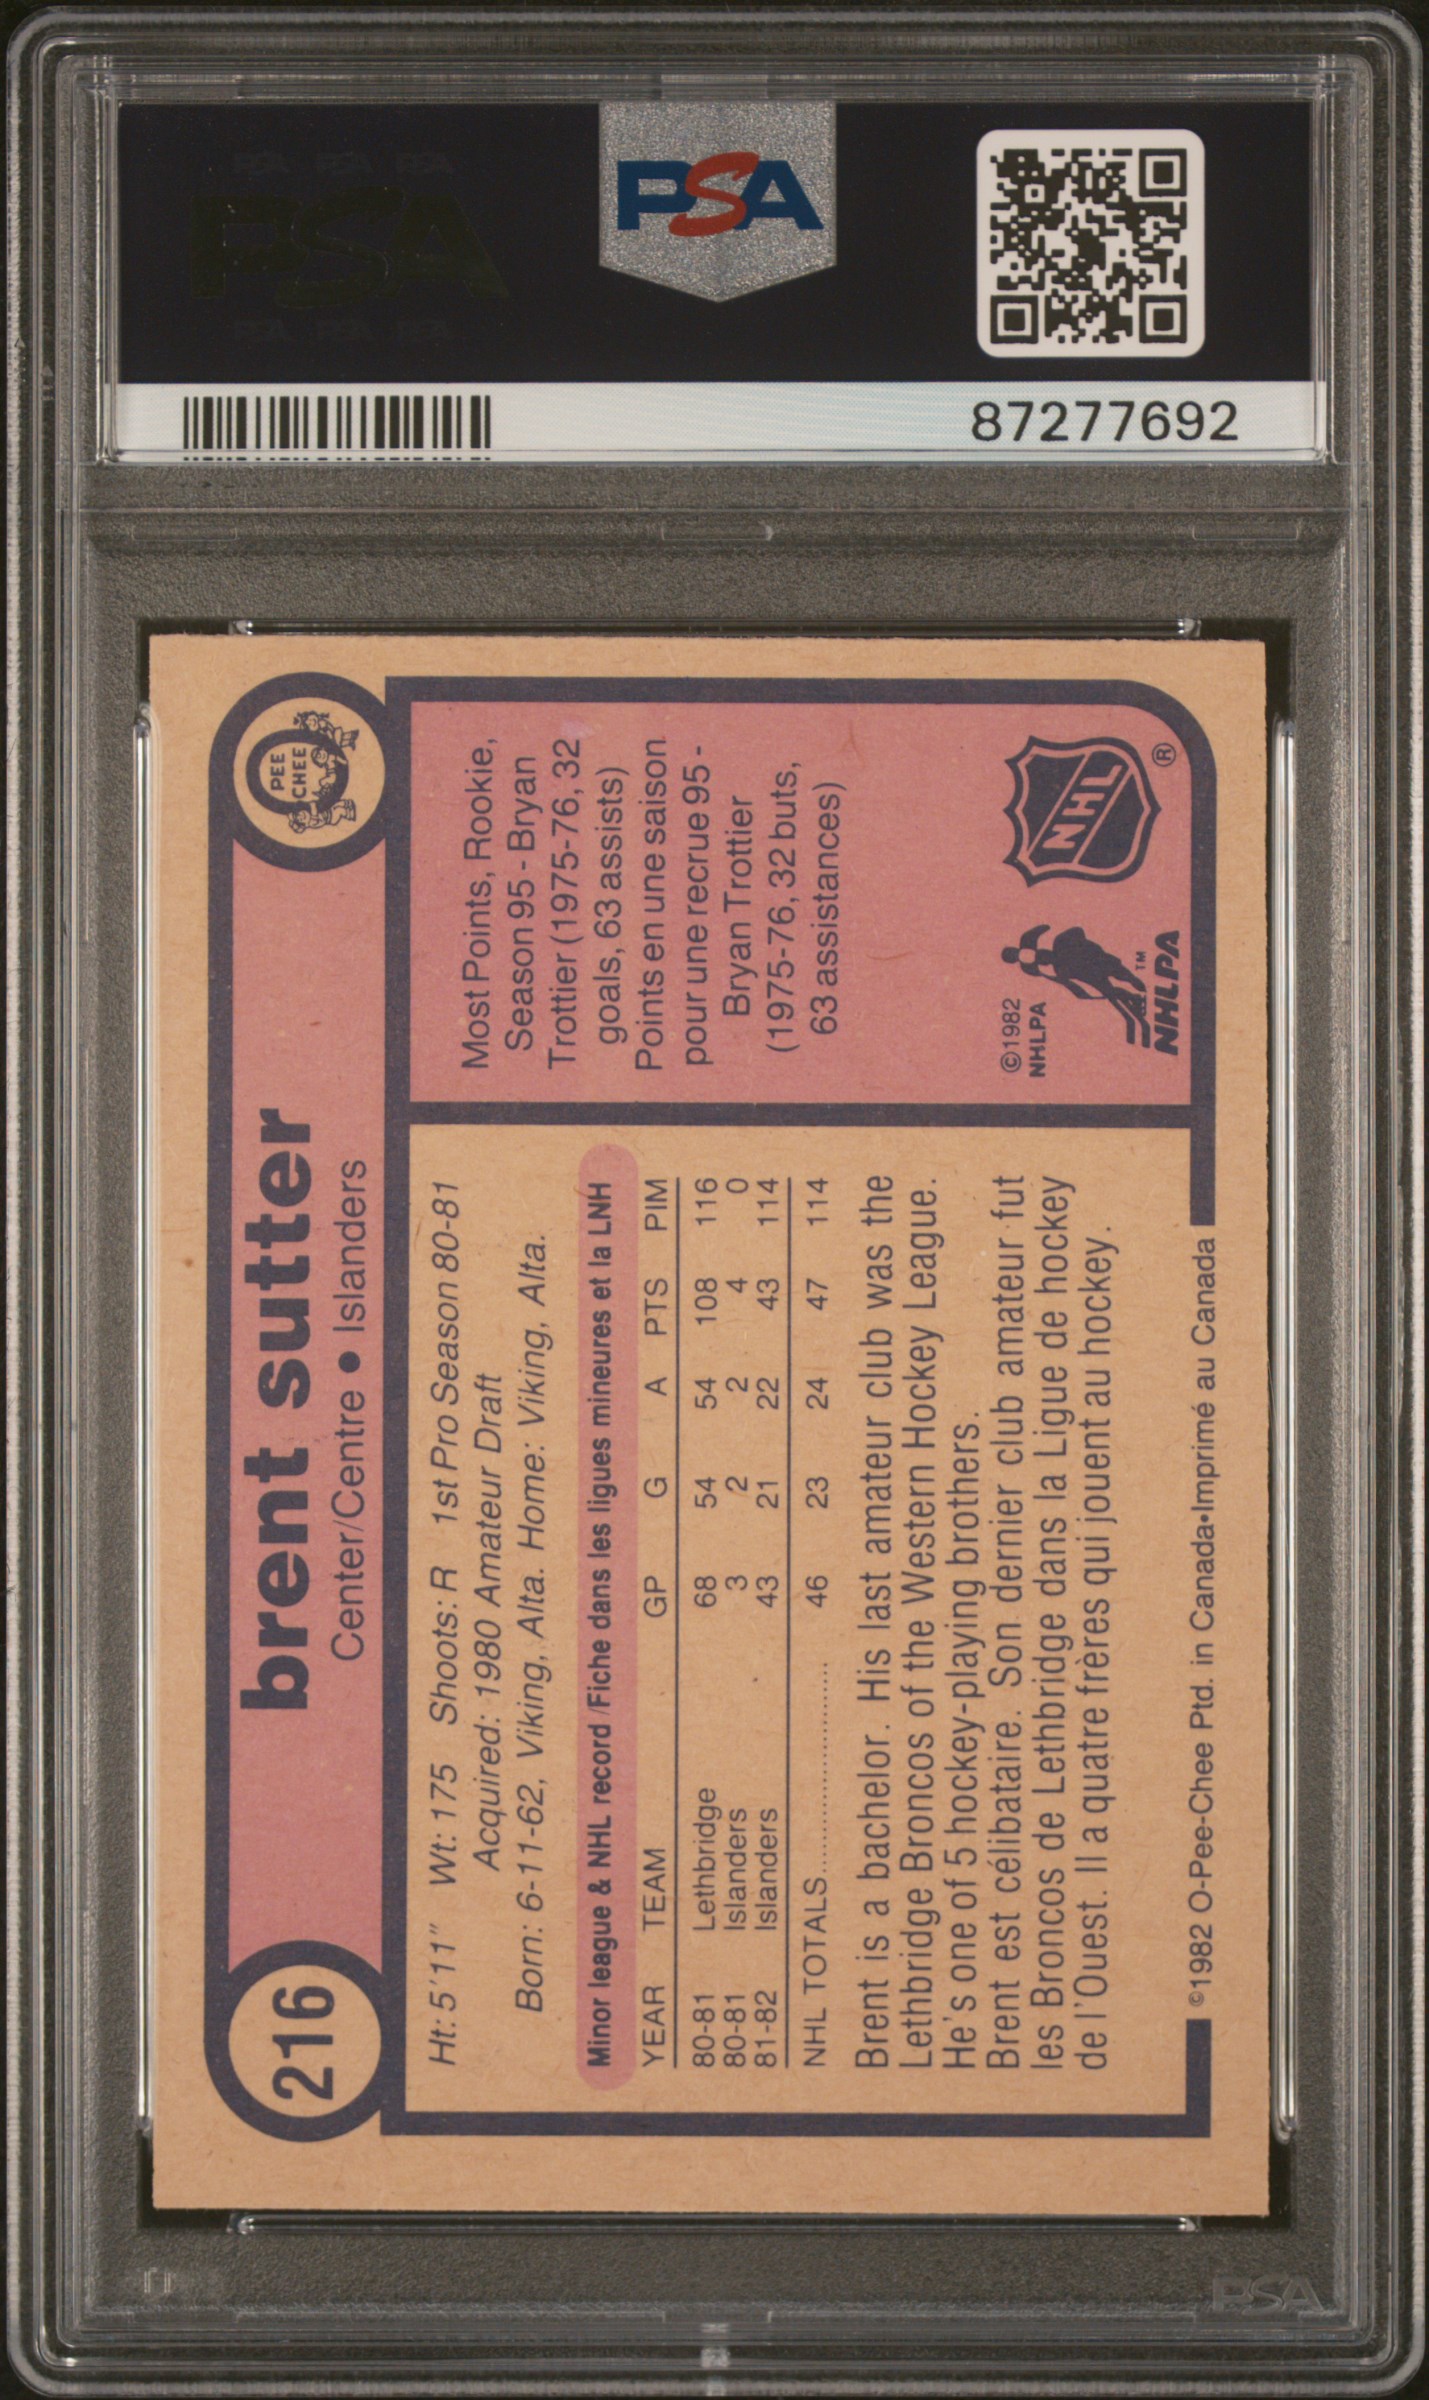 PSA
PSA
87277692
216
brent sutter
Center/Centre • Islanders
O
PEE
CHEE
Ht: 5'11" Wt: 175 Shoots: R 1st Pro Season 80-81
Acquired: 1980 Amateur Draft
Born: 6-11-62, Viking, Alta. Home: Viking, Alta.
Minor league & NHL record/Fiche dans les ligues mineures et la LNH
YEAR TEAM GP G A PTS PIM
80-81 Lethbridge 68 54 54 108 116
80-81 Islanders 3 2 2 4 0
81-82 Islanders 43 21 22 43 114
NHL TOTALS.................... 46 23 24 47 114
Brent is a bachelor. His last amateur club was the
Lethbridge Broncos of the Western Hockey League.
He's one of 5 hockey-playing brothers.
Brent est célibataire. Son dernier club amateur fut
les Broncos de Lethbridge dans la Ligue de hockey
de l'Ouest. Il a quatre frères qui jouent au hockey.
Most Points, Rookie,
Season 95 - Bryan
Trottier (1975-76, 32
goals, 63 assists)
Points en une saison
pour une recrue 95 -
Bryan Trottier
(1975-76, 32 buts,
63 assistances)
©1982
NHLPA
NHLPA™
NHL®
©1982 O-Pee-Chee Ptd. in Canada•Imprimé au Canada
PSA